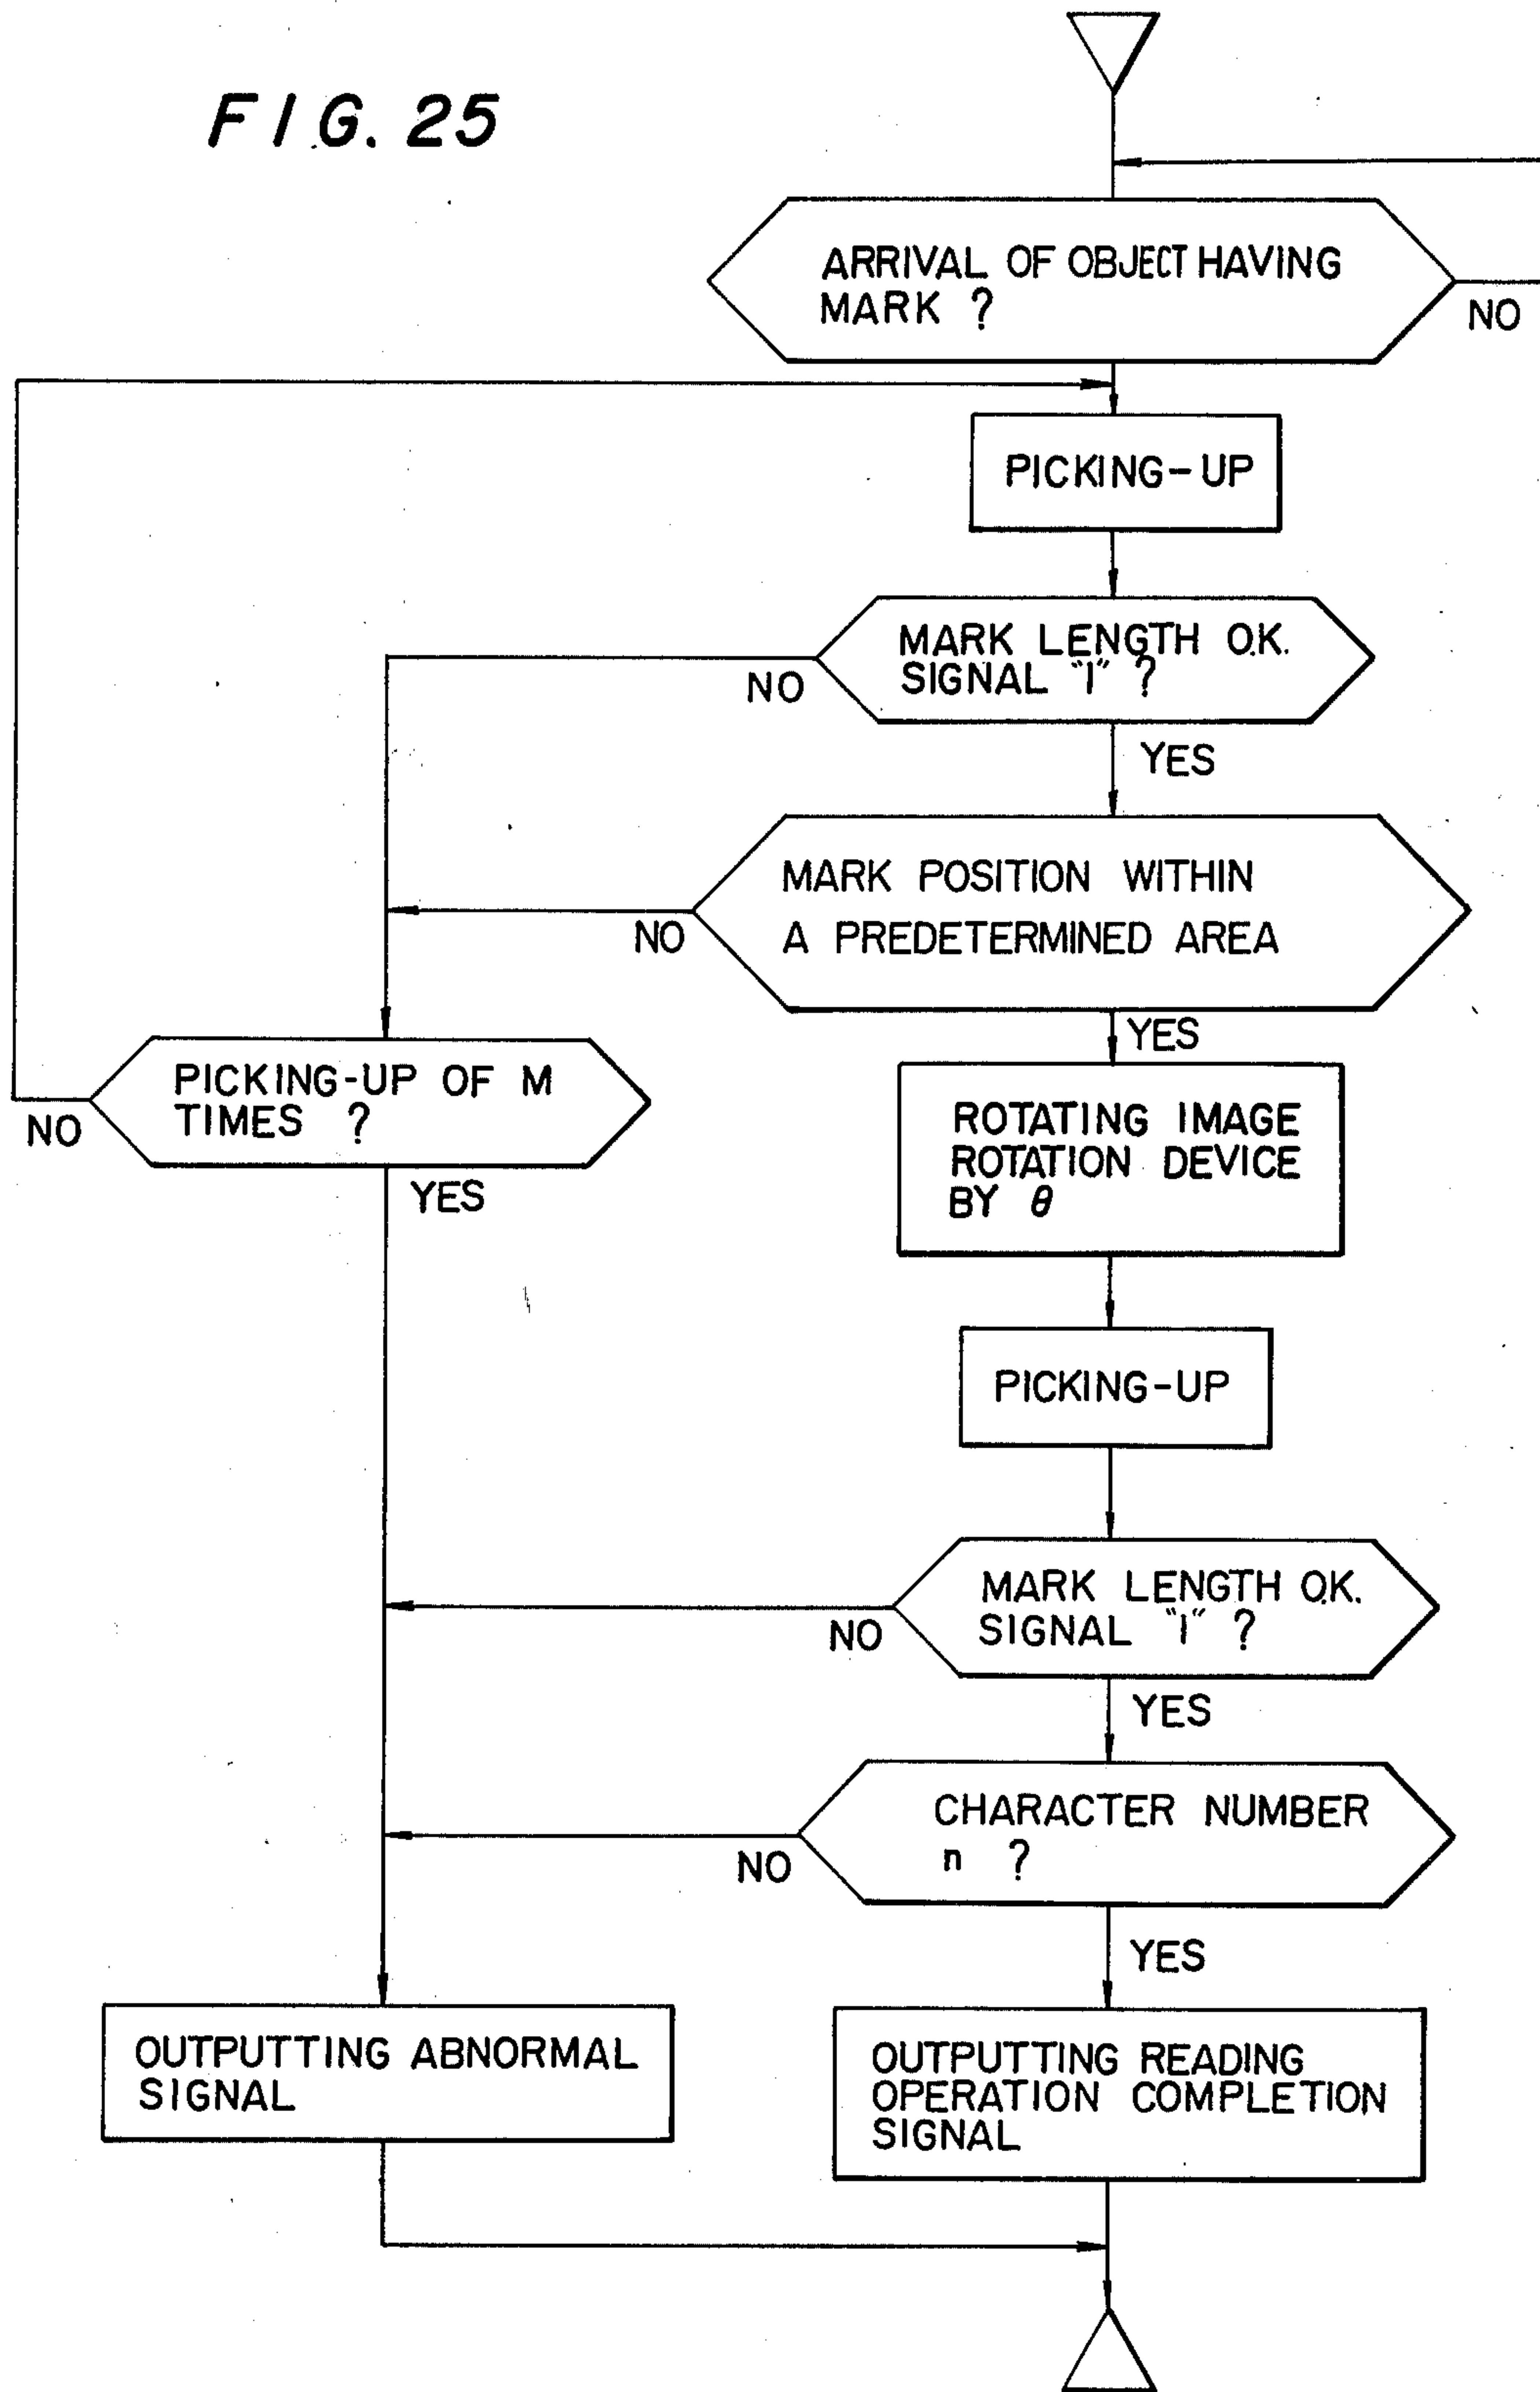 FIG. 25
ARRIVAL OF OBJECT HAVING
MARK ?
NO
PICKING-UP
MARK LENGTH O.K.
SIGNAL "1" ?
NO
YES
MARK POSITION WITHIN
A PREDETERMINED AREA
NO
YES
PICKING-UP OF M
TIMES ?
NO
YES
ROTATING IMAGE
ROTATION DEVICE
BY θ
PICKING-UP
MARK LENGTH O.K.
SIGNAL "1" ?
NO
YES
CHARACTER NUMBER
n ?
NO
YES
OUTPUTTING ABNORMAL
SIGNAL
OUTPUTTING READING
OPERATION COMPLETION
SIGNAL